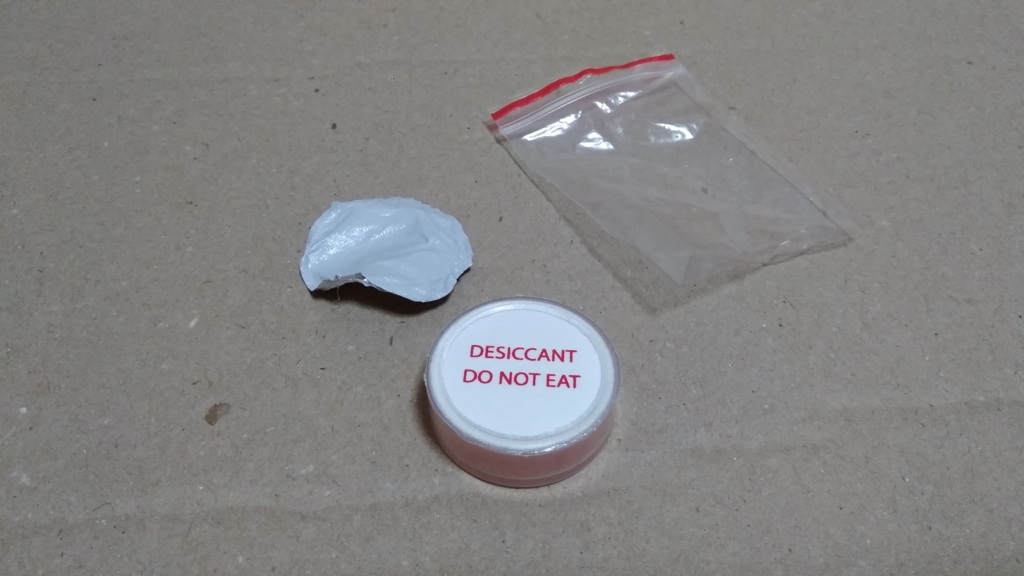 DESICCANT
DO NOT EAT